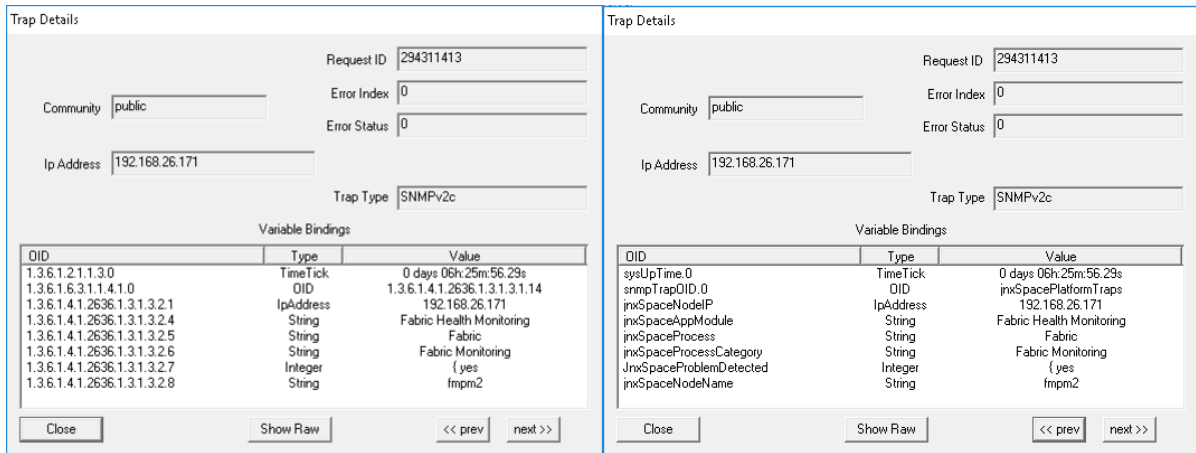 Trap Details
Request ID 294311413
Community public
Error Index 0
Error Status 0
Ip Address 192.168.26.171
Trap Type SNMPv2c
Variable Bindings
OID Type Value
1.3.6.1.2.1.1.3.0 TimeTick 0 days 06h:25m:56.29s
1.3.6.1.6.3.1.1.4.1.0 OID 1.3.6.1.4.1.2636.1.3.1.3.1.14
1.3.6.1.4.1.2636.1.3.1.3.2.1 IpAddress 192.168.26.171
1.3.6.1.4.1.2636.1.3.1.3.2.4 String Fabric Health Monitoring
1.3.6.1.4.1.2636.1.3.1.3.2.5 String Fabric
1.3.6.1.4.1.2636.1.3.1.3.2.6 String Fabric Monitoring
1.3.6.1.4.1.2636.1.3.1.3.2.7 Integer { yes
1.3.6.1.4.1.2636.1.3.1.3.2.8 String fmpm2
Close Show Raw << prev next >>
Trap Details
Request ID 294311413
Community public
Error Index 0
Error Status 0
Ip Address 192.168.26.171
Trap Type SNMPv2c
Variable Bindings
OID Type Value
sysUpTime.0 TimeTick 0 days 06h:25m:56.29s
snmpTrapOID.0 OID jnxSpacePlatformTraps
jnxSpaceNodeIP IpAddress 192.168.26.171
jnxSpaceAppModule String Fabric Health Monitoring
jnxSpaceProcess String Fabric
jnxSpaceProcessCategory String Fabric Monitoring
JnxSpaceProblemDetected Integer { yes
jnxSpaceNodeName String fmpm2
Close Show Raw << prev next >>